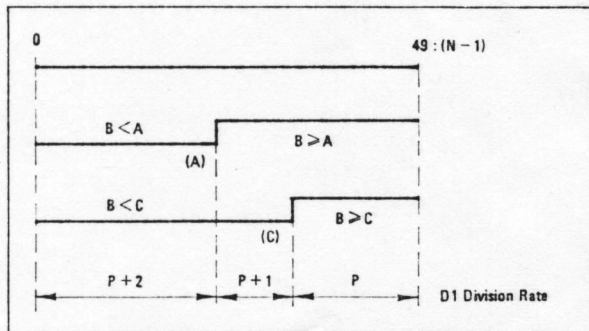 0
49 : (N − 1)
B < A
(A)
B ⩾ A
B < C
(C)
B ⩾ C
P + 2
P + 1
P
D1 Division Rate